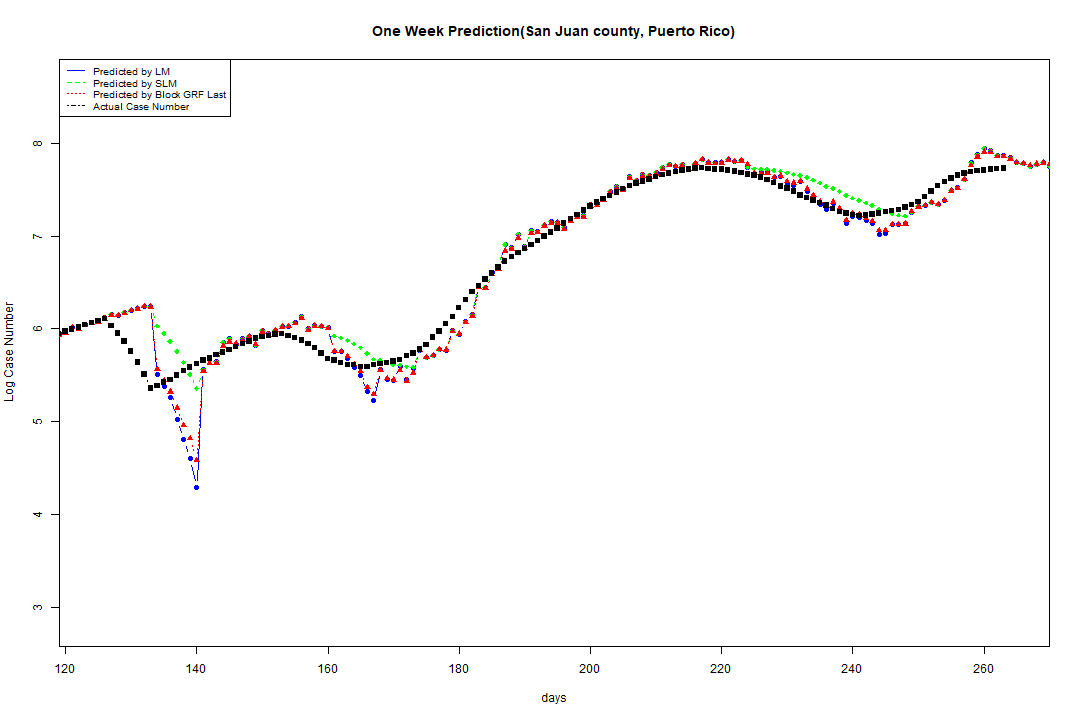 One Week Prediction(San Juan county, Puerto Rico)
Predicted by LM
Predicted by SLM
Predicted by Block GRF Last
Actual Case Number
8
7
6
5
4
3
Log Case Number
120 140 160 180 200 220 240 260
days